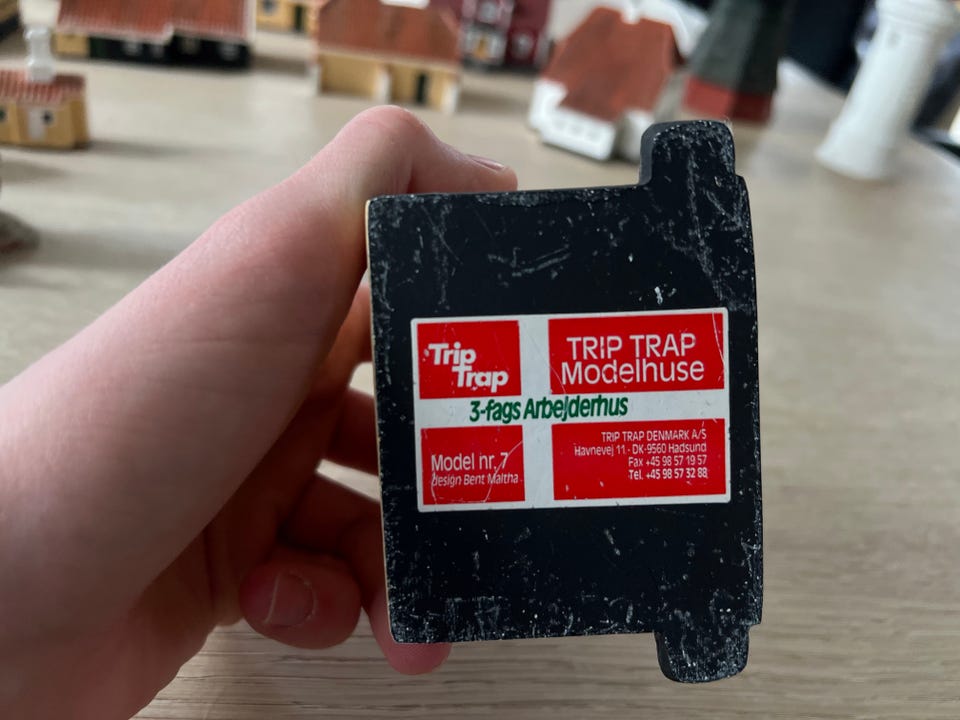 Trip
Trap
TRIP TRAP
Modelhuse
3-fags Arbejderhus
Model nr. 7
design Bent Maltha
TRIP TRAP DENMARK A/S
Havnevej 11 · DK-9560 Hadsund
Fax +45 98 57 19 57
Tel. +45 98 57 32 88